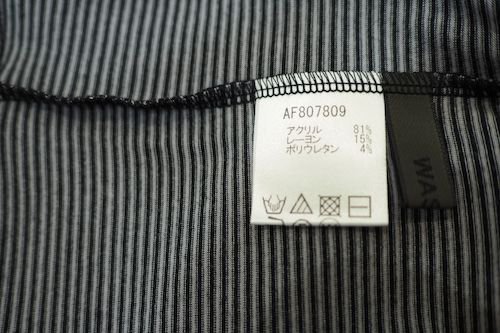 AF807809
アクリル 81%
レーヨン 15%
ポリウレタン 4%
WAS